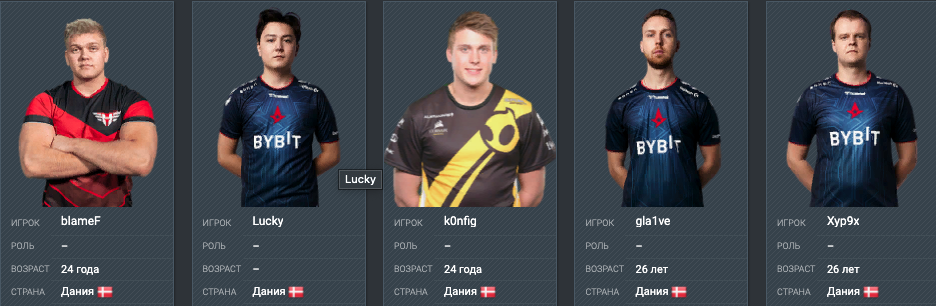 BYBIT
BYBIT
BYBIT
Lucky
ИГРОК blameF
РОЛЬ –
ВОЗРАСТ 24 года
СТРАНА Дания
ИГРОК Lucky
РОЛЬ –
ВОЗРАСТ –
СТРАНА Дания
ИГРОК k0nfig
РОЛЬ –
ВОЗРАСТ 24 года
СТРАНА Дания
ИГРОК gla1ve
РОЛЬ –
ВОЗРАСТ 26 лет
СТРАНА Дания
ИГРОК Xyp9x
РОЛЬ –
ВОЗРАСТ 26 лет
СТРАНА Дания